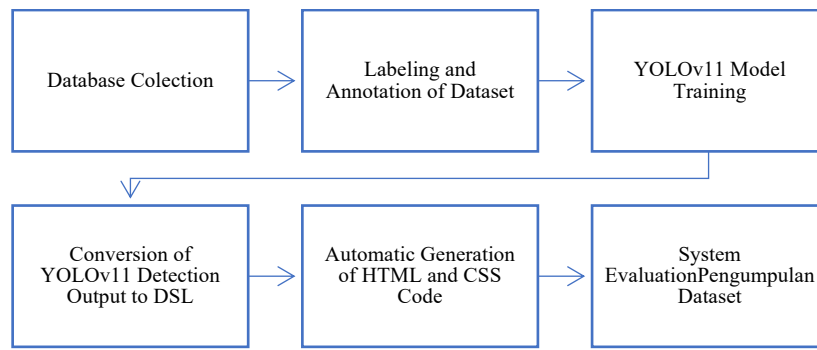 Database Colection
Labeling and
Annotation of Dataset
YOLOv11 Model
Training
Conversion of
YOLOv11 Detection
Output to DSL
Automatic Generation
of HTML and CSS
Code
System
EvaluationPengumpulan
Dataset